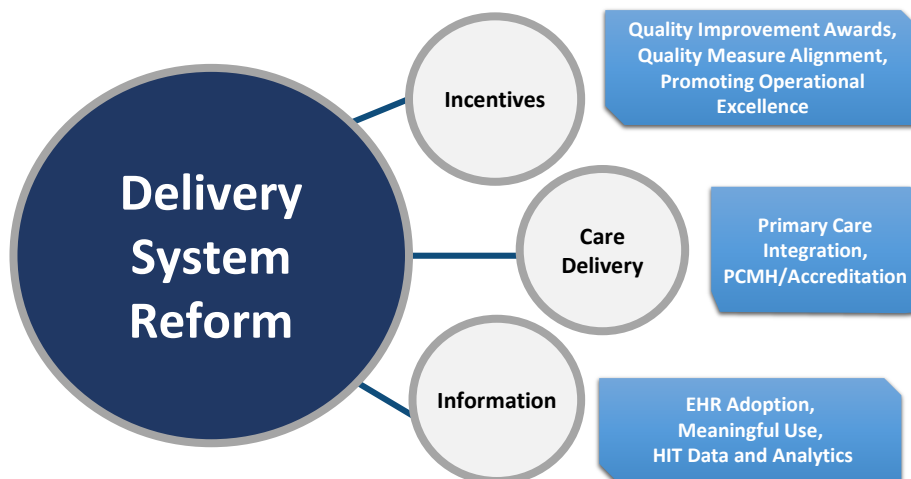 Delivery
System
Reform
Incentives
Quality Improvement Awards,
Quality Measure Alignment,
Promoting Operational
Excellence
Care
Delivery
Primary Care
Integration,
PCMH/Accreditation
Information
EHR Adoption,
Meaningful Use,
HIT Data and Analytics